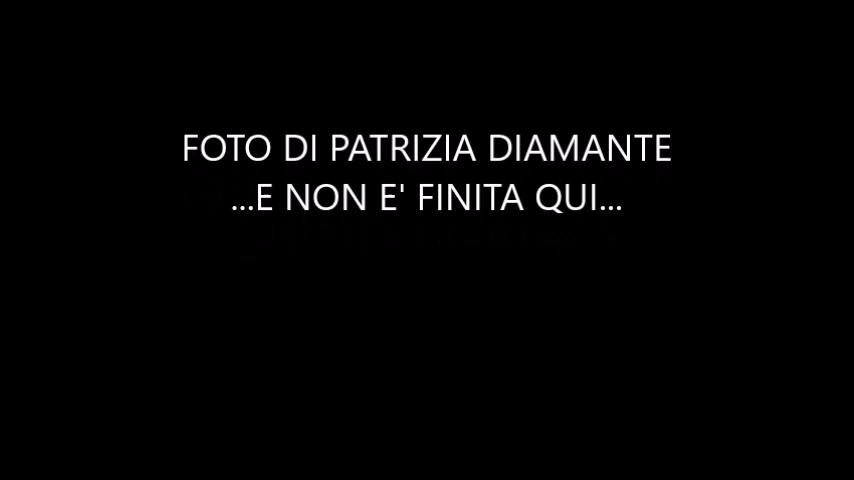 FOTO DI PATRIZIA DIAMANTE
...E NON E' FINITA QUI...